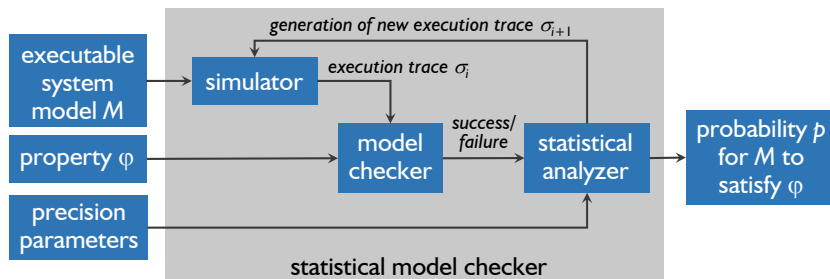 generation of new execution trace σi+1
executable
system
model M
simulator
execution trace σi
property φ
model
checker
success/
failure
statistical
analyzer
probability p
for M to
satisfy φ
precision
parameters
statistical model checker